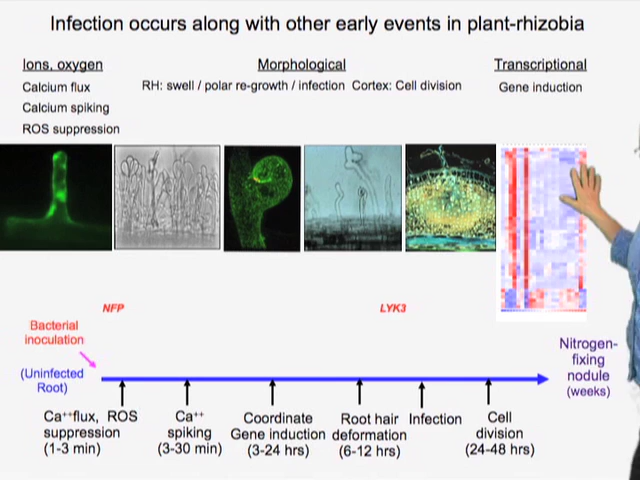 Infection occurs along with other early events in plant-rhizobia
Ions, oxygen
Calcium flux
Calcium spiking
ROS suppression
Morphological
RH: swell / polar re-growth / infection Cortex: Cell division
Transcriptional
Gene induction
NFP
LYK3
Bacterial
inoculation
(Uninfected
Root)
Nitrogen-
fixing
nodule
(weeks)
Ca++flux, ROS
suppression
(1-3 min)
Ca++
spiking
(3-30 min)
Coordinate
Gene induction
(3-24 hrs)
Root hair
deformation
(6-12 hrs)
Infection
Cell
division
(24-48 hrs)